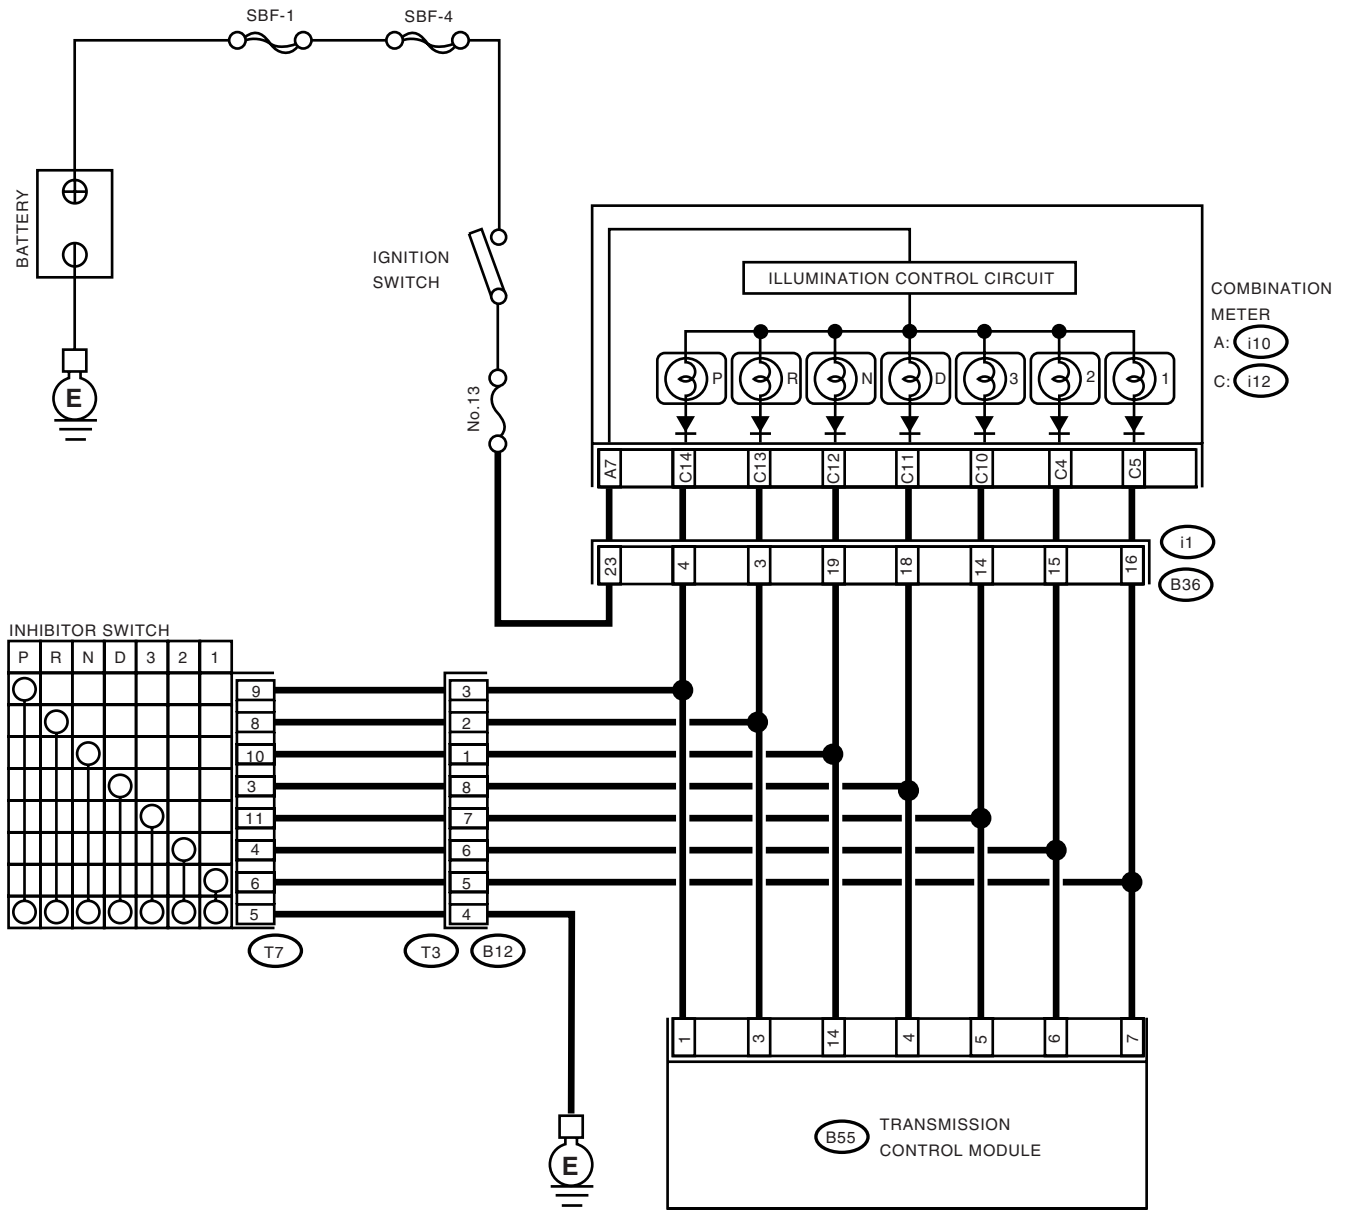 SBF-1 SBF-4
BATTERY
IGNITION
SWITCH
No.13
E
ILLUMINATION CONTROL CIRCUIT
COMBINATION
METER
A: i10
C: i12
P R N D 3 2 1
A7 C14 C13 C12 C11 C10 C4 C5
i1
23 4 3 19 18 14 15 16
B36
INHIBITOR SWITCH
P R N D 3 2 1
9 3
8 2
10 1
3 8
11 7
4 6
6 5
5 4
T7 T3 B12
1 3 14 4 5 6 7
E
B55 TRANSMISSION
CONTROL MODULE